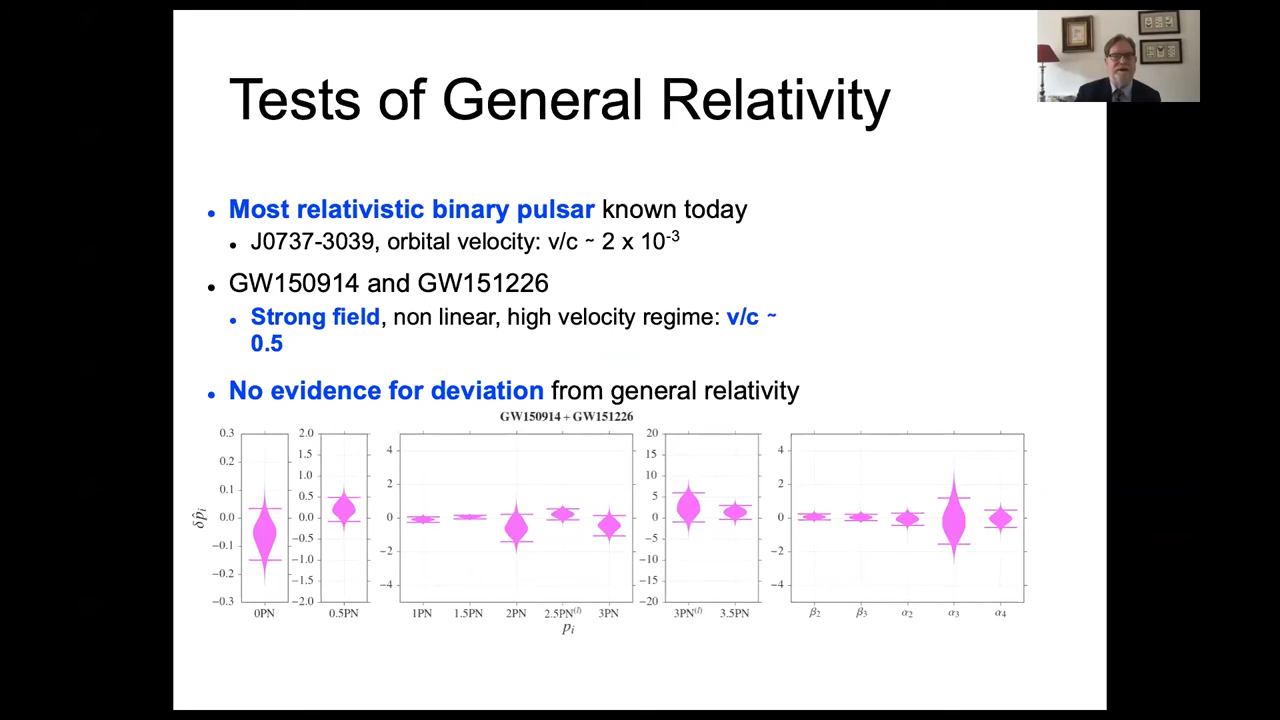 Tests of General Relativity
• Most relativistic binary pulsar known today
• J0737-3039, orbital velocity: v/c ~ 2 x 10⁻³
• GW150914 and GW151226
• Strong field, non linear, high velocity regime: v/c ~
0.5
• No evidence for deviation from general relativity
GW150914 + GW151226
0.3
0.2
0.1
0.0
−0.1
−0.2
−0.3
δp̂ᵢ
0PN
2.0
1.5
1.0
0.5
0.0
−0.5
−1.0
−1.5
−2.0
0.5PN
4
2
0
−2
−4
1PN 1.5PN 2PN 2.5PN⁽ˡ⁾ 3PN
pᵢ
20
15
10
5
0
−5
−10
−15
−20
3PN⁽ˡ⁾ 3.5PN
4
2
0
−2
−4
β₂ β₃ α₂ α₃ α₄